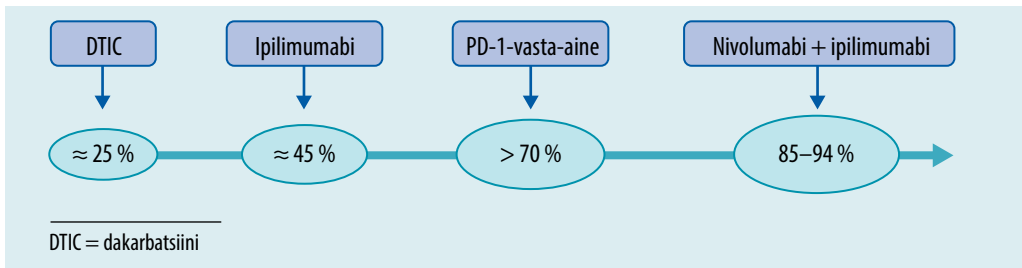 DTIC
Ipilimumabi
PD-1-vasta-aine
Nivolumabi + ipilimumabi
≈ 25 %
≈ 45 %
> 70 %
85–94 %
DTIC = dakarbatsiini